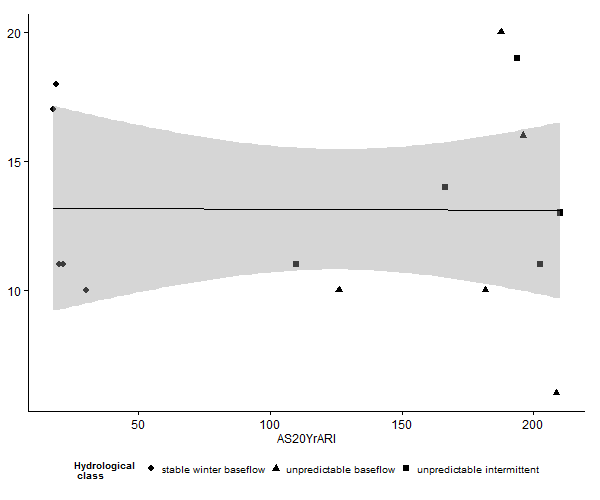 20
15
10
50 100 150 200
AS20YrARI
Hydrological
class
stable winter baseflow unpredictable baseflow unpredictable intermittent